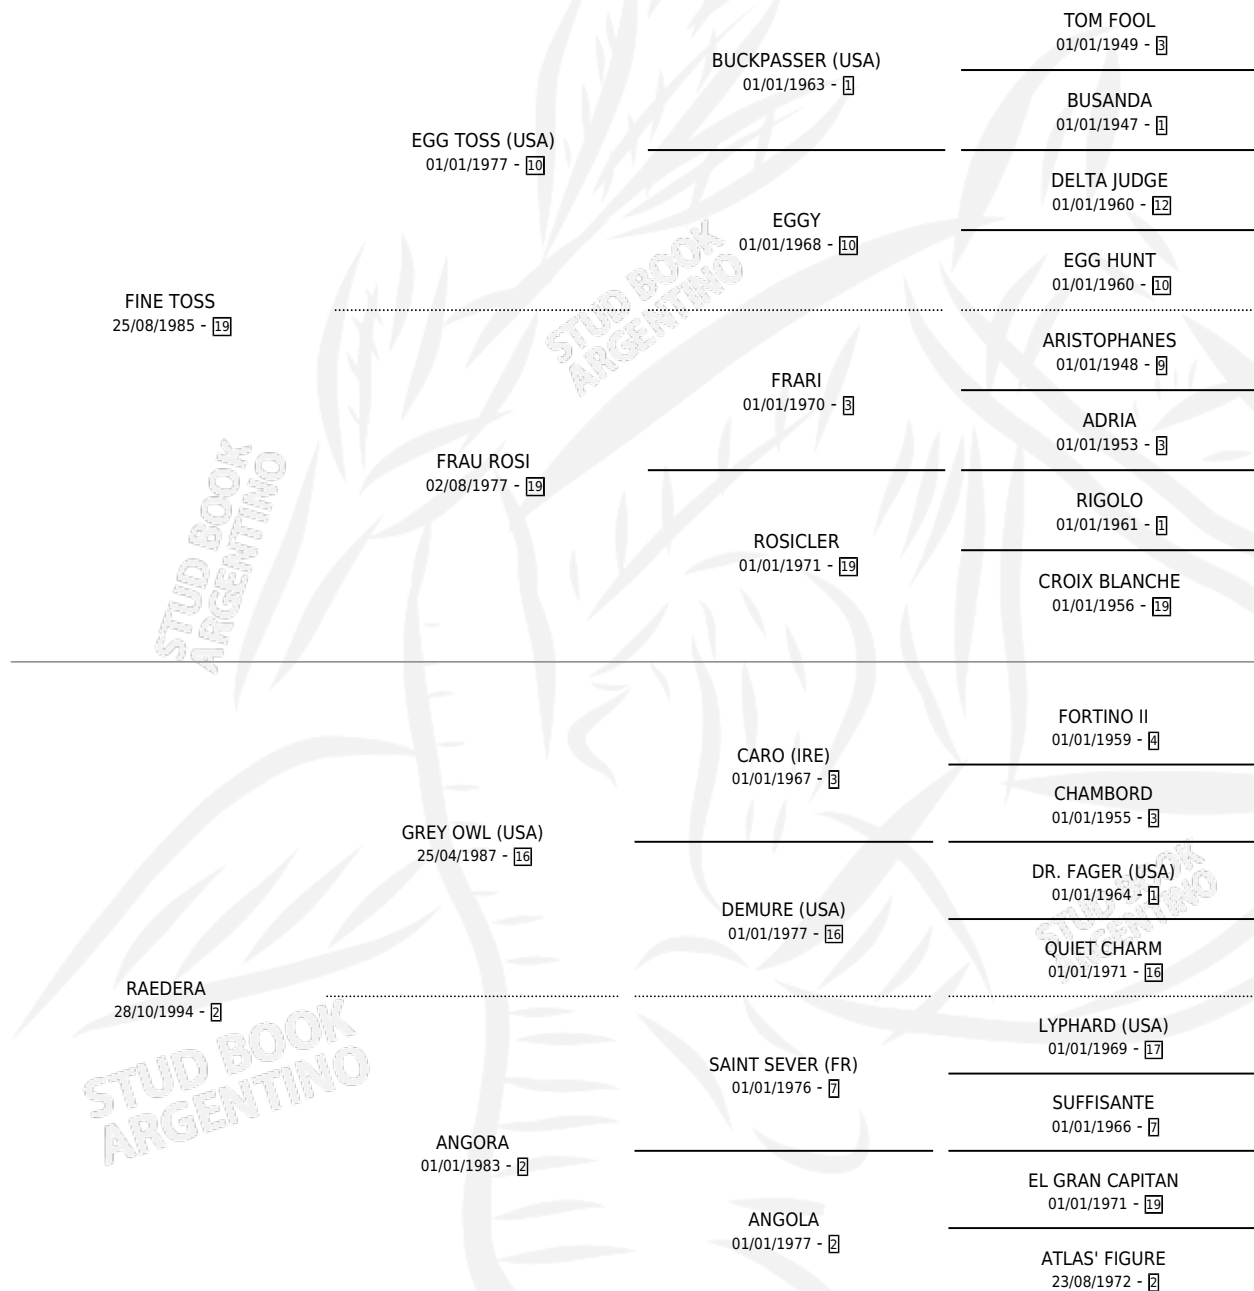 TOM FOOL
01/01/1949 - 3
BUCKPASSER (USA)
01/01/1963 - 1
BUSANDA
01/01/1947 - 1
EGG TOSS (USA)
01/01/1977 - 10
DELTA JUDGE
01/01/1960 - 12
EGGY
01/01/1968 - 10
EGG HUNT
01/01/1960 - 10
FINE TOSS
25/08/1985 - 19
ARISTOPHANES
01/01/1948 - 9
FRARI
01/01/1970 - 3
ADRIA
01/01/1953 - 3
FRAU ROSI
02/08/1977 - 19
RIGOLO
01/01/1961 - 1
ROSICLER
01/01/1971 - 19
CROIX BLANCHE
01/01/1956 - 19
FORTINO II
01/01/1959 - 4
CARO (IRE)
01/01/1967 - 3
CHAMBORD
01/01/1955 - 3
GREY OWL (USA)
25/04/1987 - 16
DR. FAGER (USA)
01/01/1964 - 1
DEMURE (USA)
01/01/1977 - 16
QUIET CHARM
01/01/1971 - 16
RAEDERA
28/10/1994 - 2
LYPHARD (USA)
01/01/1969 - 17
SAINT SEVER (FR)
01/01/1976 - 7
SUFFISANTE
01/01/1966 - 7
ANGORA
01/01/1983 - 2
EL GRAN CAPITAN
01/01/1971 - 19
ANGOLA
01/01/1977 - 2
ATLAS' FIGURE
23/08/1972 - 2
STUD BOOK
ARGENTINO
STUD BOOK
ARGENTINO
STUD BOOK
ARGENTINO
STUD BOOK
ARGENTINO